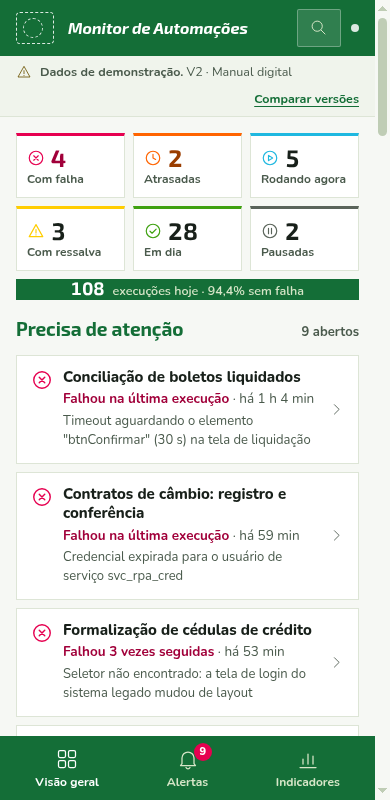 Monitor de Automações
Dados de demonstração. V2 · Manual digital
Comparar versões
4
Com falha
2
Atrasadas
5
Rodando agora
3
Com ressalva
28
Em dia
2
Pausadas
108 execuções hoje · 94,4% sem falha
Precisa de atenção
9 abertos
Conciliação de boletos liquidados
Falhou na última execução · há 1 h 4 min
Timeout aguardando o elemento
"btnConfirmar" (30 s) na tela de liquidação
Contratos de câmbio: registro e
conferência
Falhou na última execução · há 59 min
Credencial expirada para o usuário de
serviço svc_rpa_cred
Formalização de cédulas de crédito
Falhou 3 vezes seguidas · há 53 min
Seletor não encontrado: a tela de login do
sistema legado mudou de layout
9
Visão geral
Alertas
Indicadores